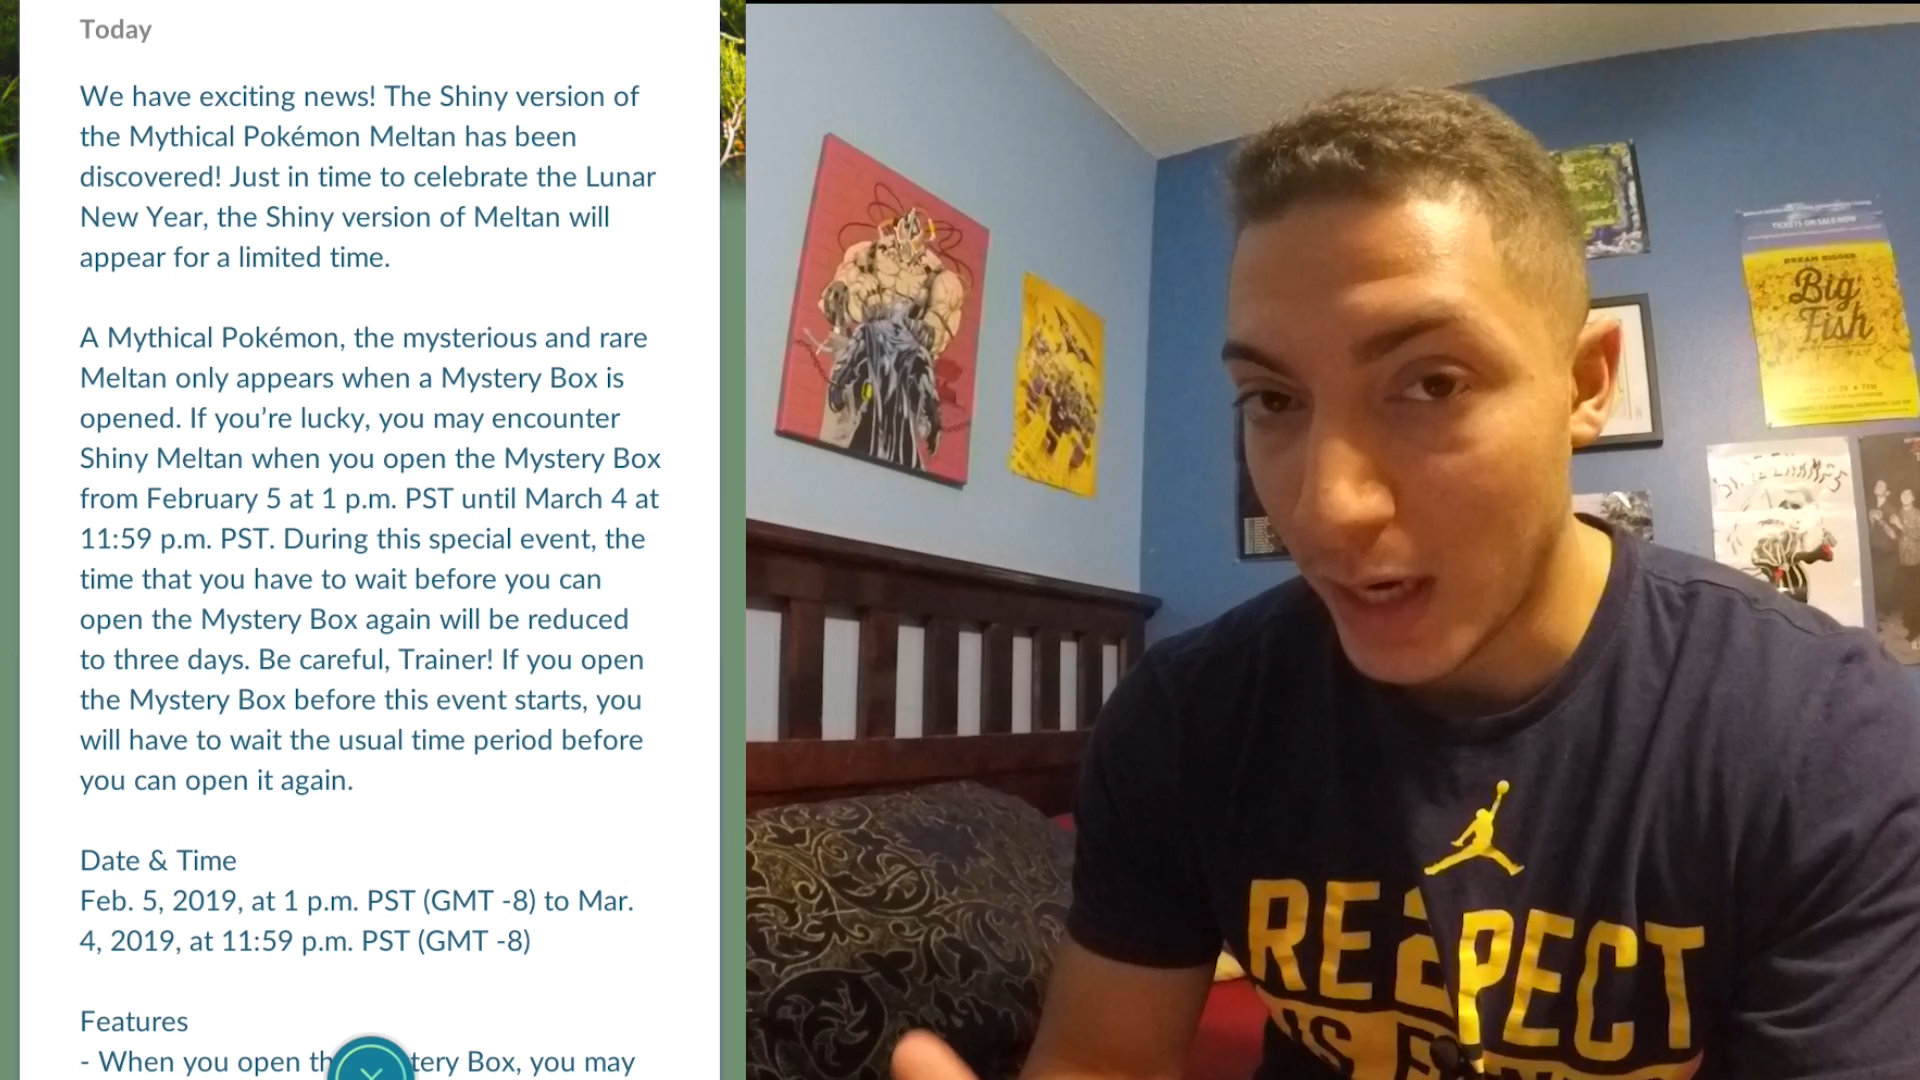 Today
We have exciting news! The Shiny version of
the Mythical Pokémon Meltan has been
discovered! Just in time to celebrate the Lunar
New Year, the Shiny version of Meltan will
appear for a limited time.
A Mythical Pokémon, the mysterious and rare
Meltan only appears when a Mystery Box is
opened. If you’re lucky, you may encounter
Shiny Meltan when you open the Mystery Box
from February 5 at 1 p.m. PST until March 4 at
11:59 p.m. PST. During this special event, the
time that you have to wait before you can
open the Mystery Box again will be reduced
to three days. Be careful, Trainer! If you open
the Mystery Box before this event starts, you
will have to wait the usual time period before
you can open it again.
Date & Time
Feb. 5, 2019, at 1 p.m. PST (GMT -8) to Mar.
4, 2019, at 11:59 p.m. PST (GMT -8)
Features
- When you open th tery Box, you may
TICKETS ON SALE NOW
DREAM BIGGER
Big
Fish
RE2PECT